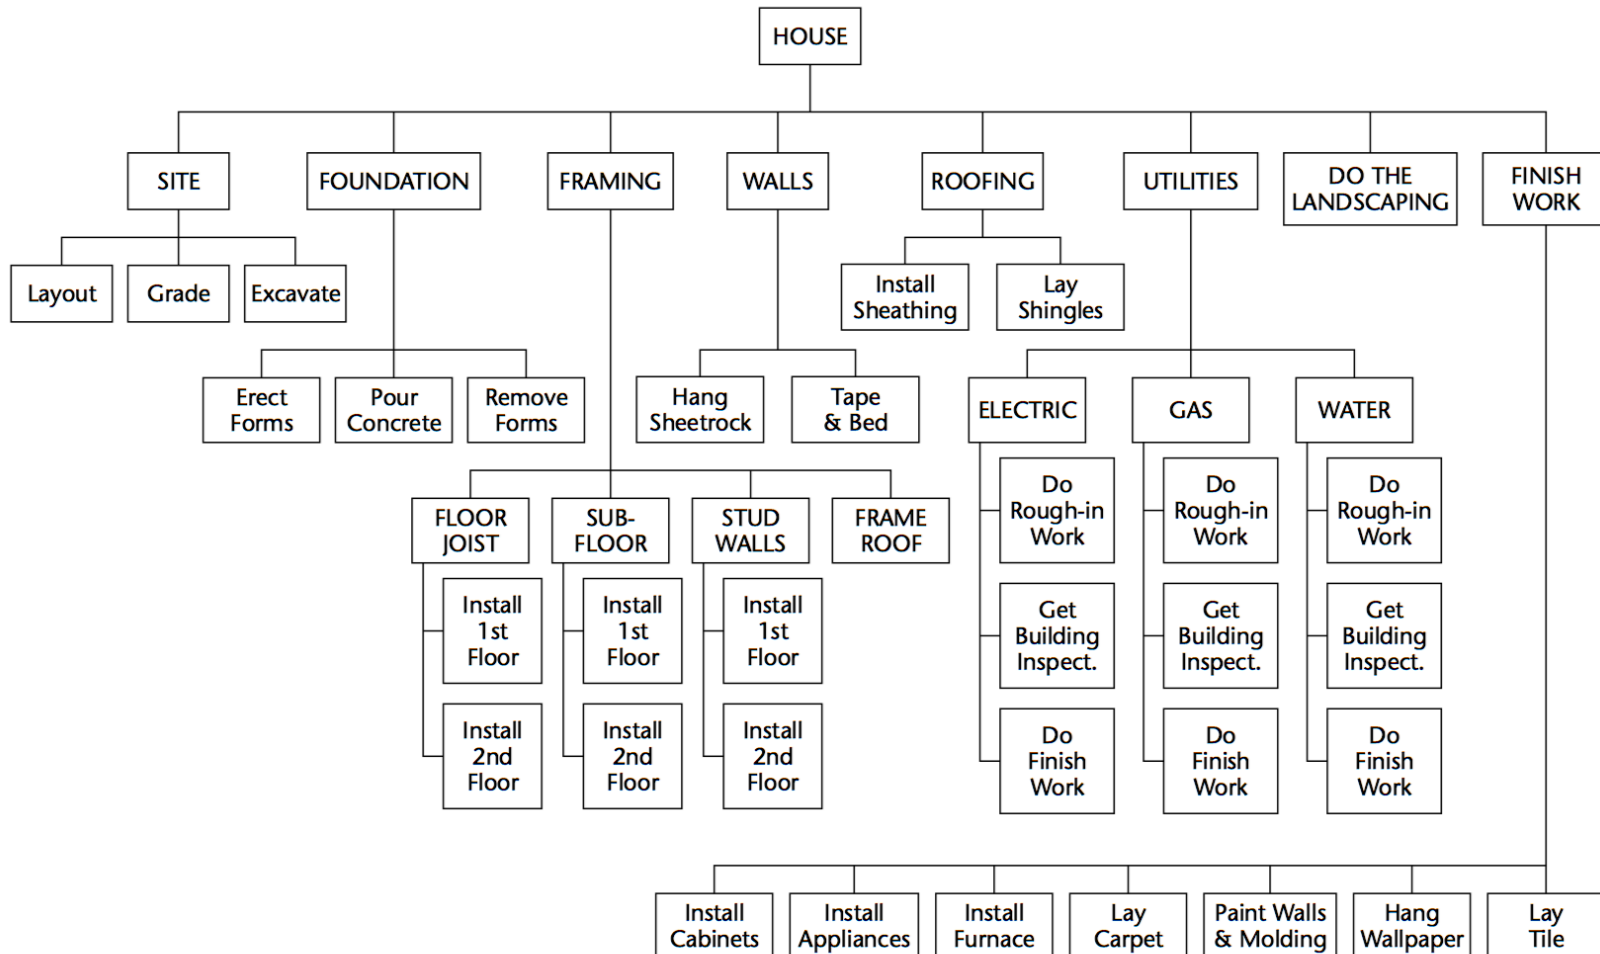 HOUSE
SITE
FOUNDATION
FRAMING
WALLS
ROOFING
UTILITIES
DO THE
LANDSCAPING
FINISH
WORK
Layout
Grade
Excavate
Install
Sheathing
Lay
Shingles
Erect
Forms
Pour
Concrete
Remove
Forms
Hang
Sheetrock
Tape
& Bed
ELECTRIC
GAS
WATER
FLOOR
JOIST
SUB-
FLOOR
STUD
WALLS
FRAME
ROOF
Install
1st
Floor
Install
2nd
Floor
Install
1st
Floor
Install
2nd
Floor
Install
1st
Floor
Install
2nd
Floor
Do
Rough-in
Work
Get
Building
Inspect.
Do
Finish
Work
Do
Rough-in
Work
Get
Building
Inspect.
Do
Finish
Work
Do
Rough-in
Work
Get
Building
Inspect.
Do
Finish
Work
Install
Cabinets
Install
Appliances
Install
Furnace
Lay
Carpet
Paint Walls
& Molding
Hang
Wallpaper
Lay
Tile